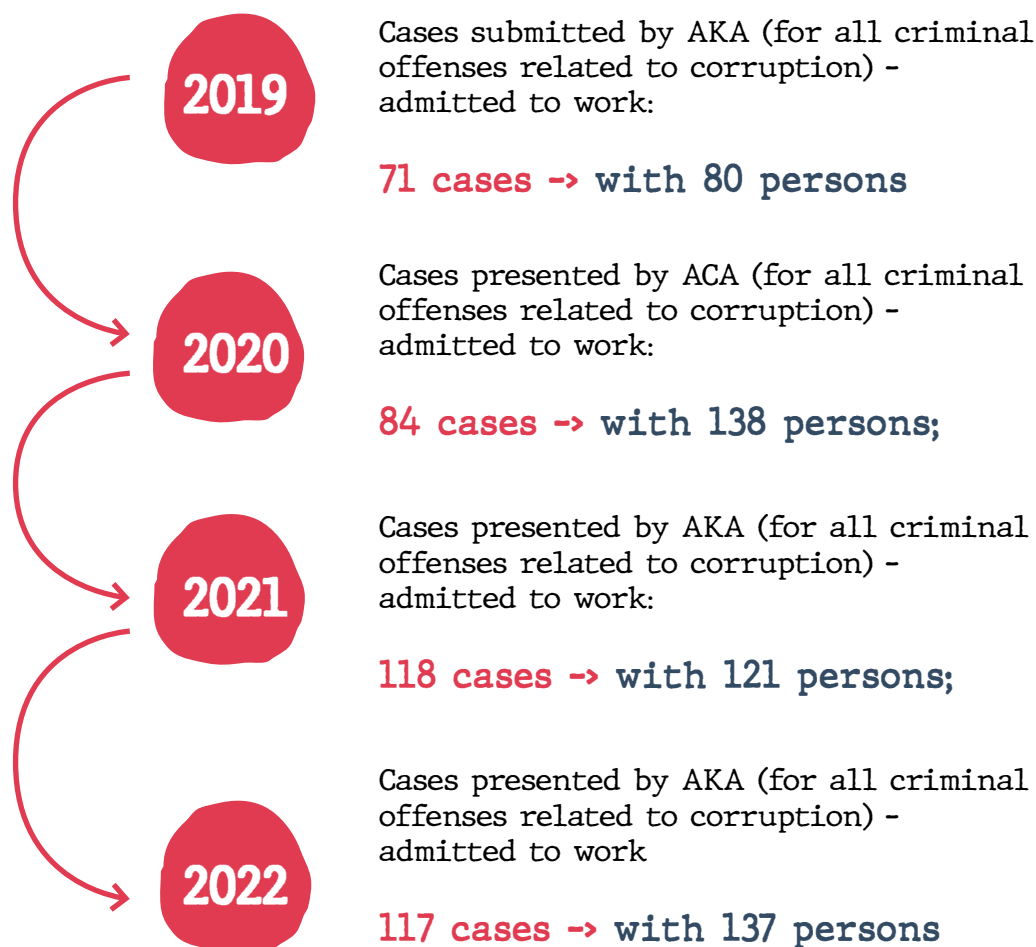 2019
Cases submitted by AKA (for all criminal
offenses related to corruption) -
admitted to work:
71 cases -> with 80 persons
2020
Cases presented by ACA (for all criminal
offenses related to corruption) -
admitted to work:
84 cases -> with 138 persons;
2021
Cases presented by AKA (for all criminal
offenses related to corruption) -
admitted to work:
118 cases -> with 121 persons;
2022
Cases presented by AKA (for all criminal
offenses related to corruption) -
admitted to work
117 cases -> with 137 persons